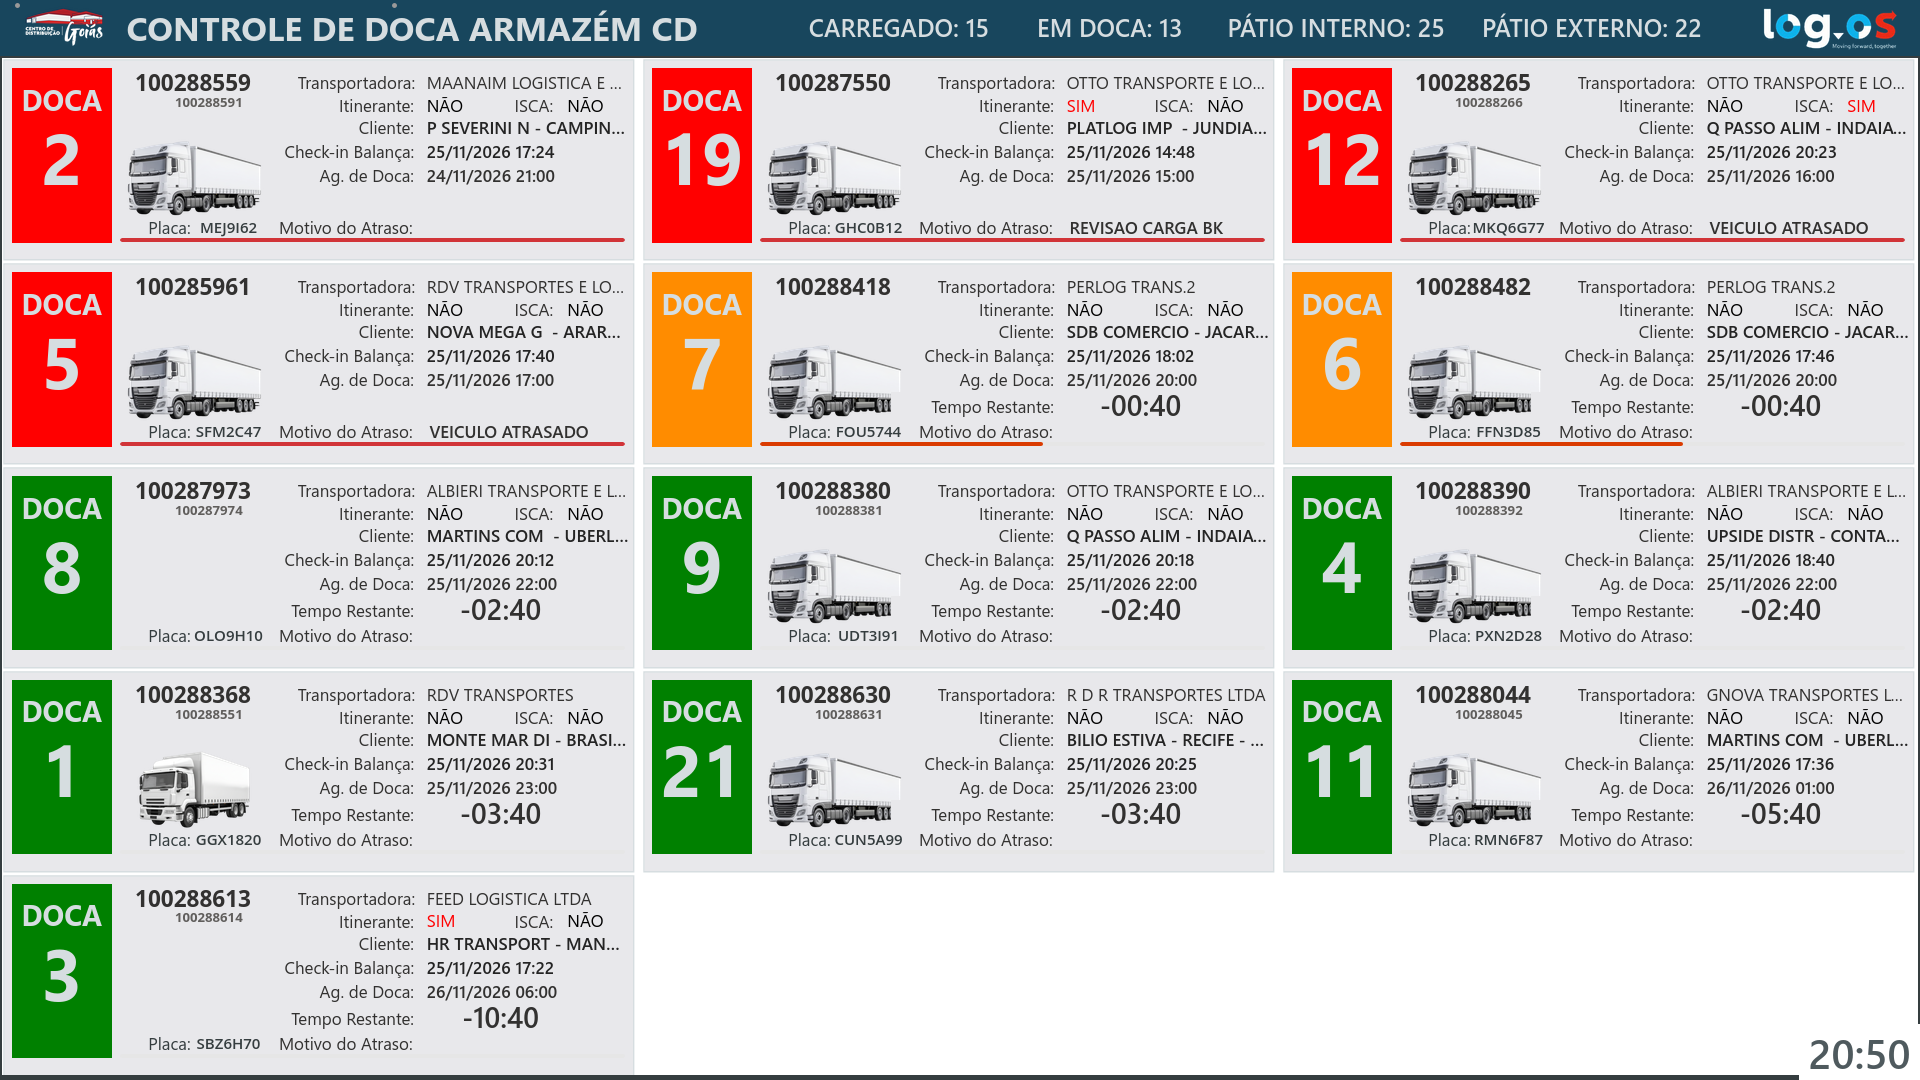 CENTRO DE DISTRIBUIÇÃO Goiás
CONTROLE DE DOCA ARMAZÉM CD
CARREGADO: 15 EM DOCA: 13 PÁTIO INTERNO: 25 PÁTIO EXTERNO: 22
log.os
Moving forward, together
DOCA
2
100288559
100288591
Transportadora: MAANAIM LOGISTICA E ...
Itinerante: NÃO ISCA: NÃO
Cliente: P SEVERINI N - CAMPIN...
Check-in Balança: 25/11/2026 17:24
Ag. de Doca: 24/11/2026 21:00
Placa: MEJ9I62 Motivo do Atraso:
DOCA
19
100287550
Transportadora: OTTO TRANSPORTE E LO...
Itinerante: SIM ISCA: NÃO
Cliente: PLATLOG IMP - JUNDIA...
Check-in Balança: 25/11/2026 14:48
Ag. de Doca: 25/11/2026 15:00
Placa: GHC0B12 Motivo do Atraso: REVISAO CARGA BK
DOCA
12
100288265
100288266
Transportadora: OTTO TRANSPORTE E LO...
Itinerante: NÃO ISCA: SIM
Cliente: Q PASSO ALIM - INDAIA...
Check-in Balança: 25/11/2026 20:23
Ag. de Doca: 25/11/2026 16:00
Placa: MKQ6G77 Motivo do Atraso: VEICULO ATRASADO
DOCA
5
100285961
Transportadora: RDV TRANSPORTES E LO...
Itinerante: NÃO ISCA: NÃO
Cliente: NOVA MEGA G - ARAR...
Check-in Balança: 25/11/2026 17:40
Ag. de Doca: 25/11/2026 17:00
Placa: SFM2C47 Motivo do Atraso: VEICULO ATRASADO
DOCA
7
100288418
Transportadora: PERLOG TRANS.2
Itinerante: NÃO ISCA: NÃO
Cliente: SDB COMERCIO - JACAR...
Check-in Balança: 25/11/2026 18:02
Ag. de Doca: 25/11/2026 20:00
Tempo Restante: -00:40
Placa: FOU5744 Motivo do Atraso:
DOCA
6
100288482
Transportadora: PERLOG TRANS.2
Itinerante: NÃO ISCA: NÃO
Cliente: SDB COMERCIO - JACAR...
Check-in Balança: 25/11/2026 17:46
Ag. de Doca: 25/11/2026 20:00
Tempo Restante: -00:40
Placa: FFN3D85 Motivo do Atraso:
DOCA
8
100287973
100287974
Transportadora: ALBIERI TRANSPORTE E L...
Itinerante: NÃO ISCA: NÃO
Cliente: MARTINS COM - UBERL...
Check-in Balança: 25/11/2026 20:12
Ag. de Doca: 25/11/2026 22:00
Tempo Restante: -02:40
Placa: OLO9H10 Motivo do Atraso:
DOCA
9
100288380
100288381
Transportadora: OTTO TRANSPORTE E LO...
Itinerante: NÃO ISCA: NÃO
Cliente: Q PASSO ALIM - INDAIA...
Check-in Balança: 25/11/2026 20:18
Ag. de Doca: 25/11/2026 22:00
Tempo Restante: -02:40
Placa: UDT3I91 Motivo do Atraso:
DOCA
4
100288390
100288392
Transportadora: ALBIERI TRANSPORTE E L...
Itinerante: NÃO ISCA: NÃO
Cliente: UPSIDE DISTR - CONTA...
Check-in Balança: 25/11/2026 18:40
Ag. de Doca: 25/11/2026 22:00
Tempo Restante: -02:40
Placa: PXN2D28 Motivo do Atraso:
DOCA
1
100288368
100288551
Transportadora: RDV TRANSPORTES
Itinerante: NÃO ISCA: NÃO
Cliente: MONTE MAR DI - BRASI...
Check-in Balança: 25/11/2026 20:31
Ag. de Doca: 25/11/2026 23:00
Tempo Restante: -03:40
Placa: GGX1820 Motivo do Atraso:
DOCA
21
100288630
100288631
Transportadora: R D R TRANSPORTES LTDA
Itinerante: NÃO ISCA: NÃO
Cliente: BILIO ESTIVA - RECIFE - ...
Check-in Balança: 25/11/2026 20:25
Ag. de Doca: 25/11/2026 23:00
Tempo Restante: -03:40
Placa: CUN5A99 Motivo do Atraso:
DOCA
11
100288044
100288045
Transportadora: GNOVA TRANSPORTES L...
Itinerante: NÃO ISCA: NÃO
Cliente: MARTINS COM - UBERL...
Check-in Balança: 25/11/2026 17:36
Ag. de Doca: 26/11/2026 01:00
Tempo Restante: -05:40
Placa: RMN6F87 Motivo do Atraso:
DOCA
3
100288613
100288614
Transportadora: FEED LOGISTICA LTDA
Itinerante: SIM ISCA: NÃO
Cliente: HR TRANSPORT - MAN...
Check-in Balança: 25/11/2026 17:22
Ag. de Doca: 26/11/2026 06:00
Tempo Restante: -10:40
Placa: SBZ6H70 Motivo do Atraso:
20:50